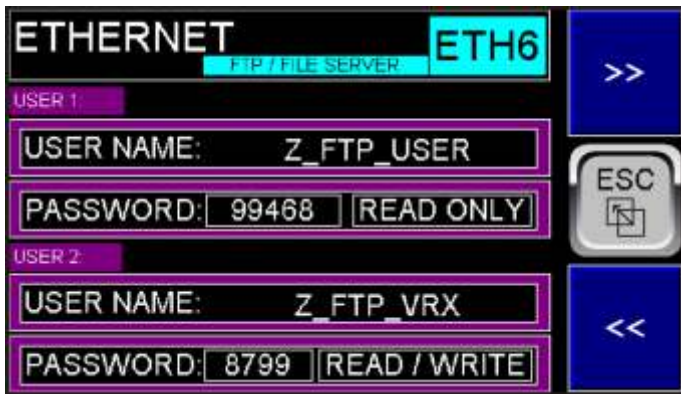 ETHERNET
FTP / FILE SERVER
ETH6
>>
USER 1:
USER NAME: Z_FTP_USER
ESC
PASSWORD: 99468 READ ONLY
USER 2:
USER NAME: Z_FTP_VRX
<<
PASSWORD: 8799 READ / WRITE